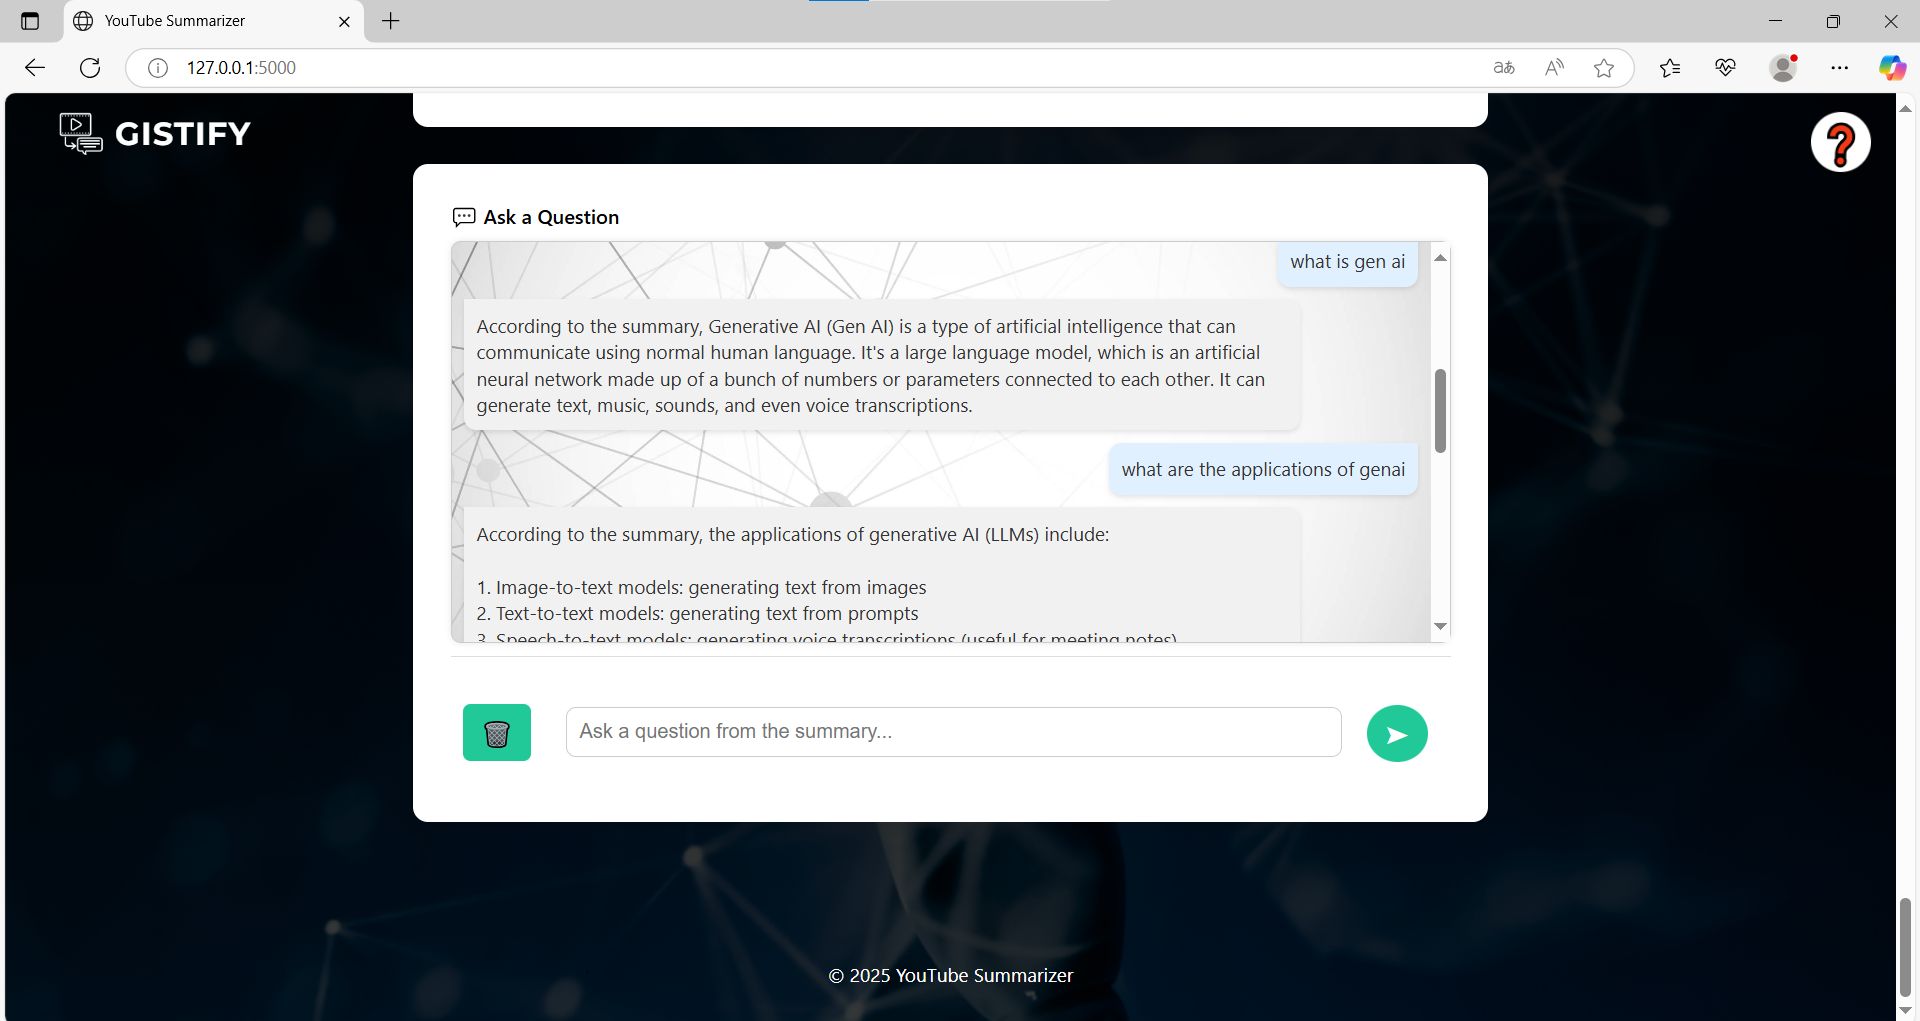 YouTube Summarizer
127.0.0.1:5000
GISTIFY
Ask a Question
what is gen ai
According to the summary, Generative AI (Gen AI) is a type of artificial intelligence that can
communicate using normal human language. It's a large language model, which is an artificial
neural network made up of a bunch of numbers or parameters connected to each other. It can
generate text, music, sounds, and even voice transcriptions.
what are the applications of genai
According to the summary, the applications of generative AI (LLMs) include:
1. Image-to-text models: generating text from images
2. Text-to-text models: generating text from prompts
3. Speech-to-text models: generating voice transcriptions (useful for meeting notes)
Ask a question from the summary...
© 2025 YouTube Summarizer